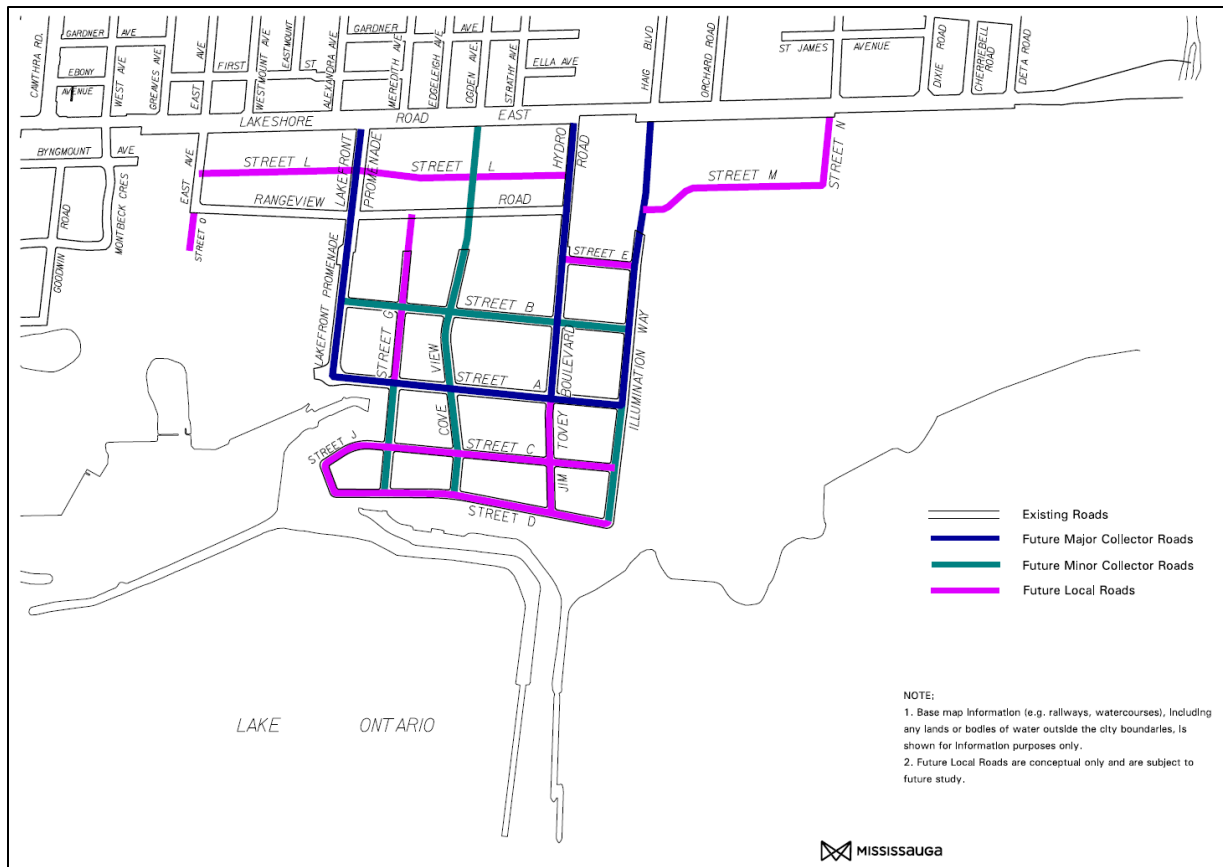 CAWTHRA RD.
GARDNER AVE
EBONY
AVENUE
WEST AVE
GREAVES AVE
EAST AVE
FIRST ST
WESTMOUNT AVE
EASTMOUNT
ALEXANDRA AVE
GARDNER AVE
MEREDITH AVE
EDGELEIGH AVE
OGDEN AVE
STRATHY AVE
ELLA AVE
HAIG BLVD
ORCHARD ROAD
ST JAMES AVENUE
DIXIE ROAD
CHERRIEBELL
ROAD
DETA ROAD
LAKESHORE ROAD EAST
BYNGMOUNT AVE
MONTBECK CRES
GOODWIN
ROAD
EAST AVE
STREET D
STREET L
STREET L
LAKEFRONT
PROMENADE
RANGEVIEW ROAD
HYDRO
ROAD
STREET M
STREET N
STREET E
LAKEFRONT PROMENADE
STREET B
STREET G
COVE VIEW
STREET A
JIM TOVEY BOULEVARD
ILLUMINATION WAY
STREET C
STREET J
STREET D
LAKE ONTARIO
Existing Roads
Future Major Collector Roads
Future Minor Collector Roads
Future Local Roads
NOTE:
1. Base map information (e.g. railways, watercourses), including
any lands or bodies of water outside the city boundaries, is
shown for information purposes only.
2. Future Local Roads are conceptual only and are subject to
future study.
MISSISSAUGA